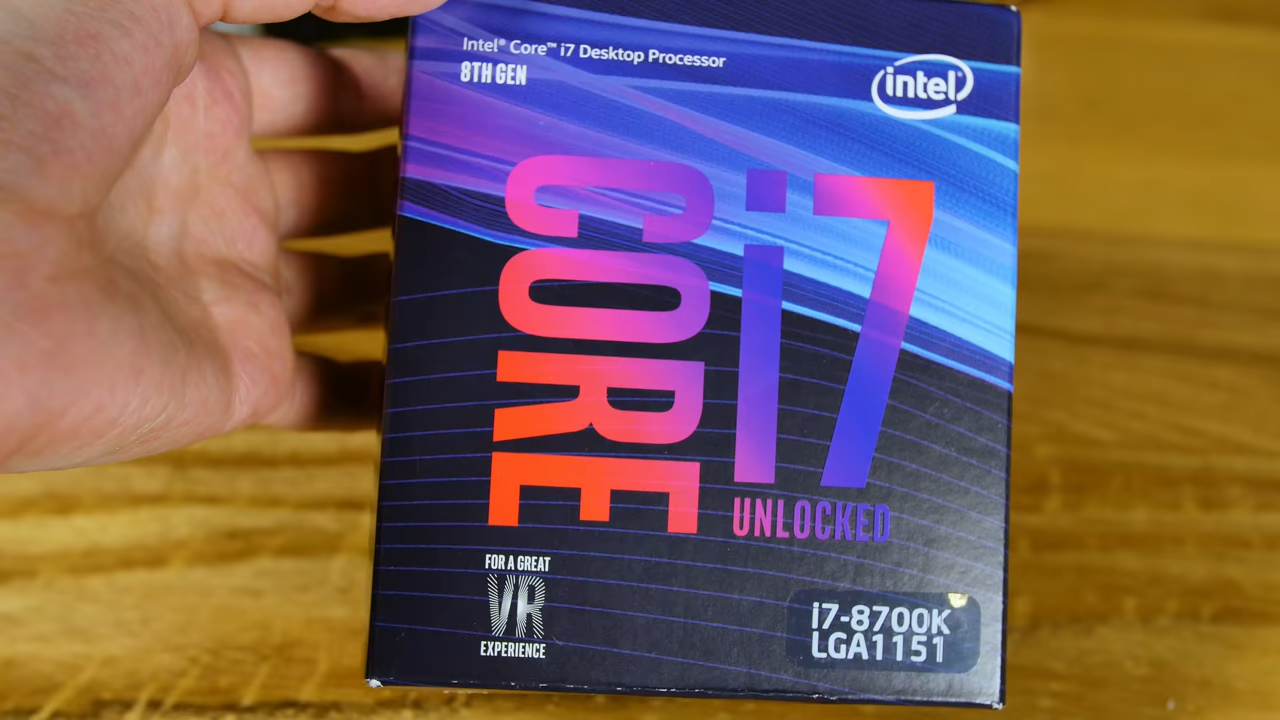 Intel® Core™ i7 Desktop Processor
8TH GEN
intel®
CORE i7
UNLOCKED
FOR A GREAT
VR
EXPERIENCE
i7-8700K
LGA1151